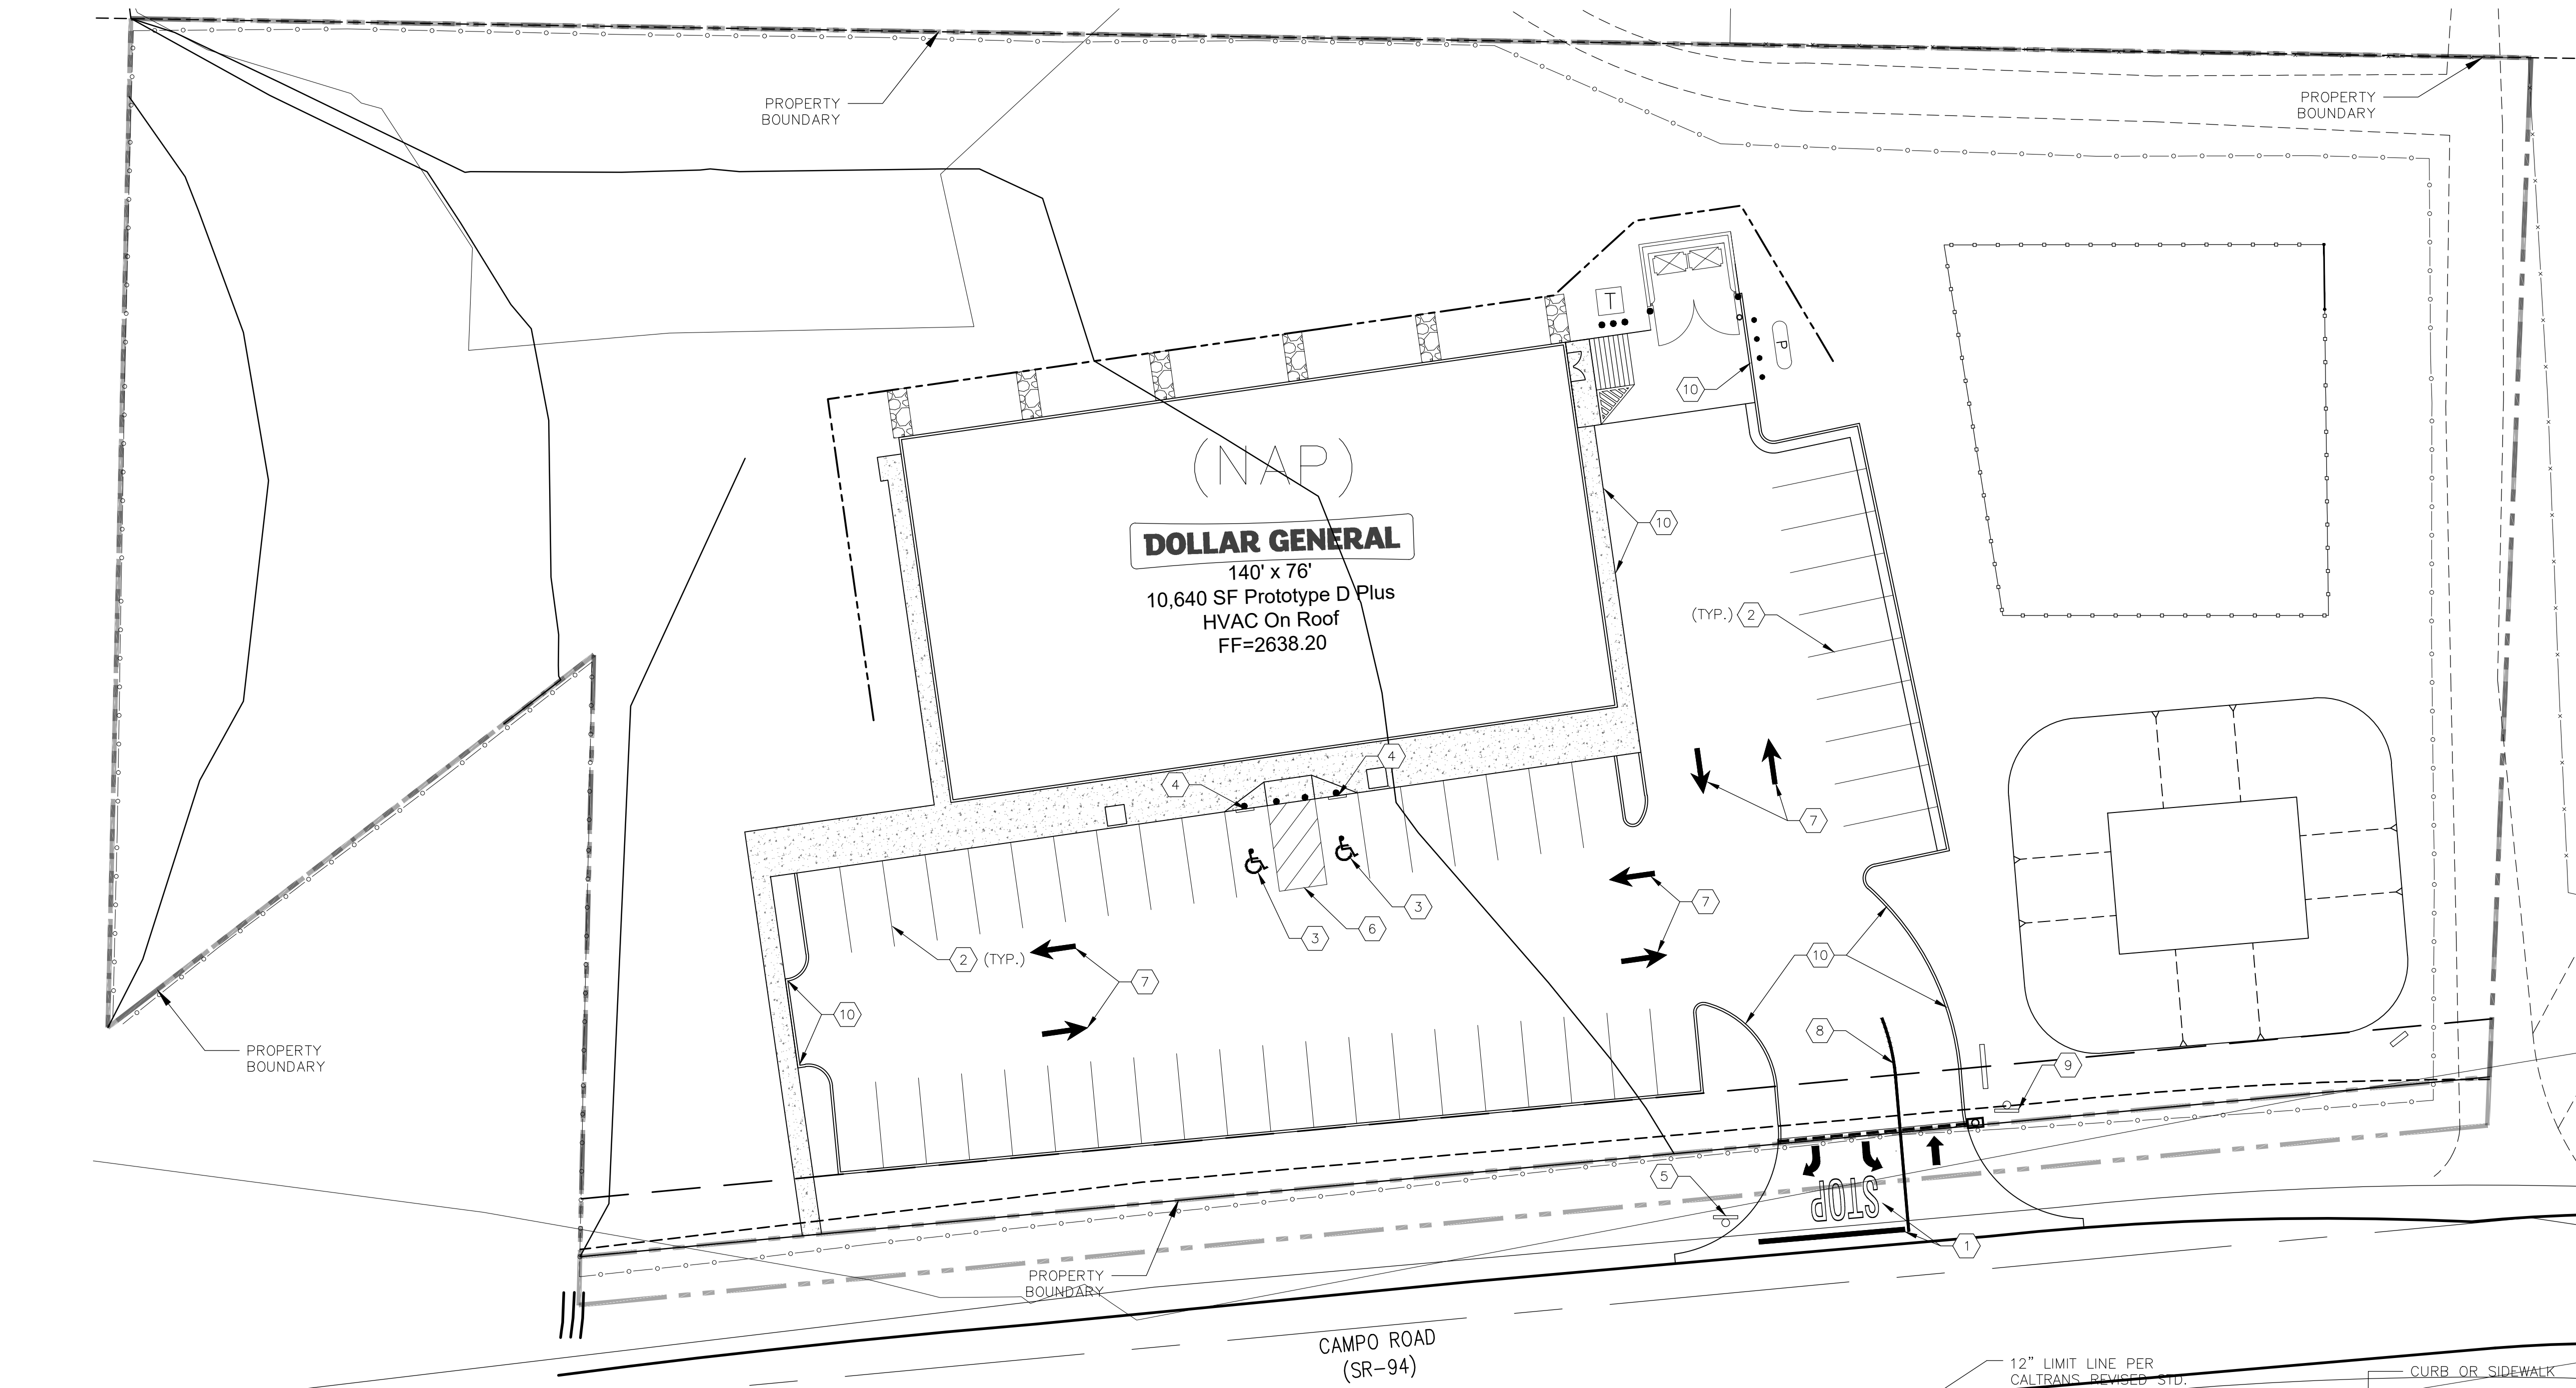 PROPERTY
BOUNDARY
PROPERTY
BOUNDARY
T
P
10
(NAP)
DOLLAR GENERAL
140' x 76'
10,640 SF Prototype D Plus
HVAC On Roof
FF=2638.20
10
(TYP.) 2
4
4
7
3
3
6
7
2 (TYP.)
7
10
10
8
9
PROPERTY
BOUNDARY
5
STOP
1
PROPERTY
BOUNDARY
CAMPO ROAD
(SR-94)
12" LIMIT LINE PER
CALTRANS REVISED STD.
CURB OR SIDEWALK